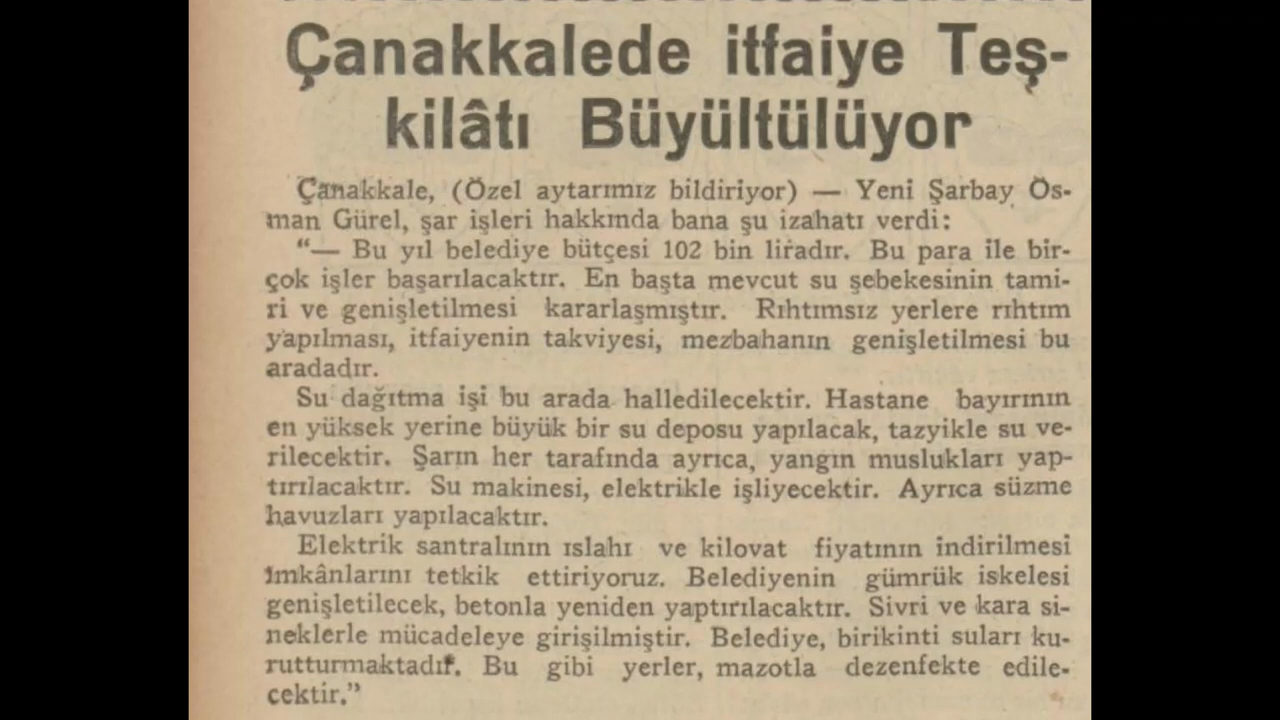 Çanakkalede itfaiye Teş-
kilâtı Büyültülüyor
Çanakkale, (Özel aytarımız bildiriyor) — Yeni Şarbay Os-
man Gürel, şar işleri hakkında bana şu izahatı verdi:
“— Bu yıl belediye bütçesi 102 bin liradır. Bu para ile bir-
çok işler başarılacaktır. En başta mevcut su şebekesinin tami-
ri ve genişletilmesi kararlaşmıştır. Rıhtımsız yerlere rıhtım
yapılması, itfaiyenin takviyesi, mezbahanın genişletilmesi bu
aradadır.
Su dağıtma işi bu arada halledilecektir. Hastane bayırının
en yüksek yerine büyük bir su deposu yapılacak, tazyikle su ve-
rilecektir. Şarın her tarafında ayrıca, yangın muslukları yap-
tırılacaktır. Su makinesi, elektrikle işliyecektir. Ayrıca süzme
havuzları yapılacaktır.
Elektrik santralının ıslahı ve kilovat fiyatının indirilmesi
imkânlarını tetkik ettiriyoruz. Belediyenin gümrük iskelesi
genişletilecek, betonla yeniden yaptırılacaktır. Sivri ve kara si-
neklerle mücadeleye girişilmiştir. Belediye, birikinti suları ku-
rutturmaktadır. Bu gibi yerler, mazotla dezenfekte edile-
cektir.”